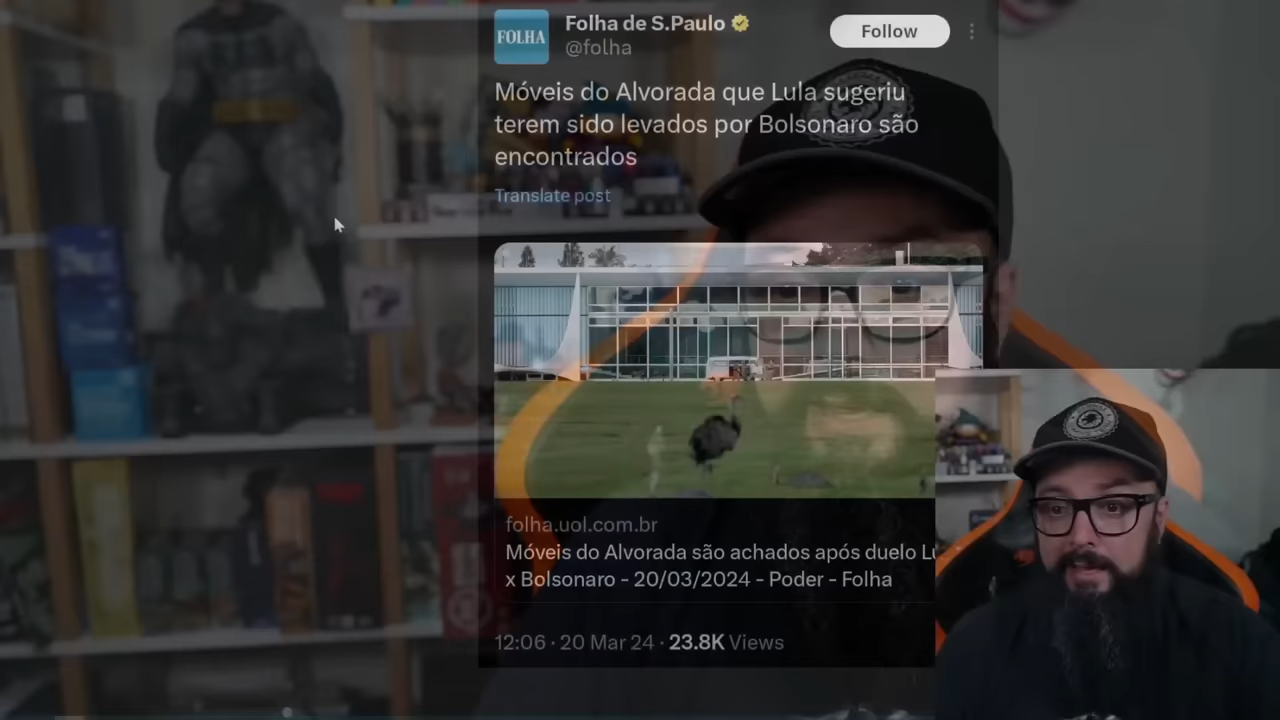 FOLHA
Folha de S.Paulo
@folha
Follow
Móveis do Alvorada que Lula sugeriu
terem sido levados por Bolsonaro são
encontrados
Translate post
folha.uol.com.br
Móveis do Alvorada são achados após duelo Lu
x Bolsonaro - 20/03/2024 - Poder - Folha
12:06 · 20 Mar 24 · 23.8K Views